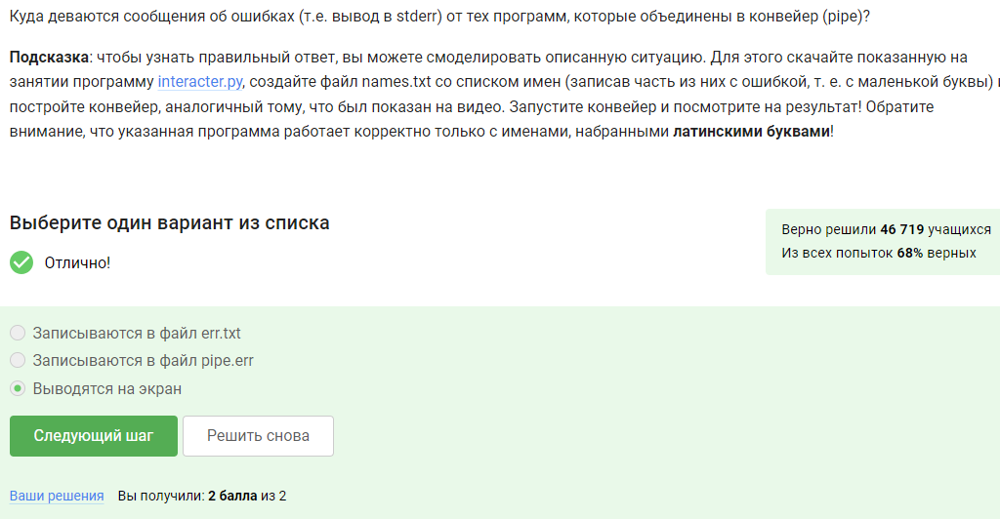 Куда деваются сообщения об ошибках (т.е. вывод в stderr) от тех программ, которые объединены в конвейер (pipe)?
Подсказка: чтобы узнать правильный ответ, вы можете смоделировать описанную ситуацию. Для этого скачайте показанную на
занятии программу interacter.py, создайте файл names.txt со списком имен (записав часть из них с ошибкой, т. е. с маленькой буквы)
постройте конвейер, аналогичный тому, что был показан на видео. Запустите конвейер и посмотрите на результат! Обратите
внимание, что указанная программа работает корректно только с именами, набранными латинскими буквами!
Выберите один вариант из списка
Отлично!
Верно решили 46 719 учащихся
Из всех попыток 68% верных
Записываются в файл err.txt
Записываются в файл pipe.err
Выводятся на экран
Следующий шаг
Решить снова
Ваши решения Вы получили: 2 балла из 2